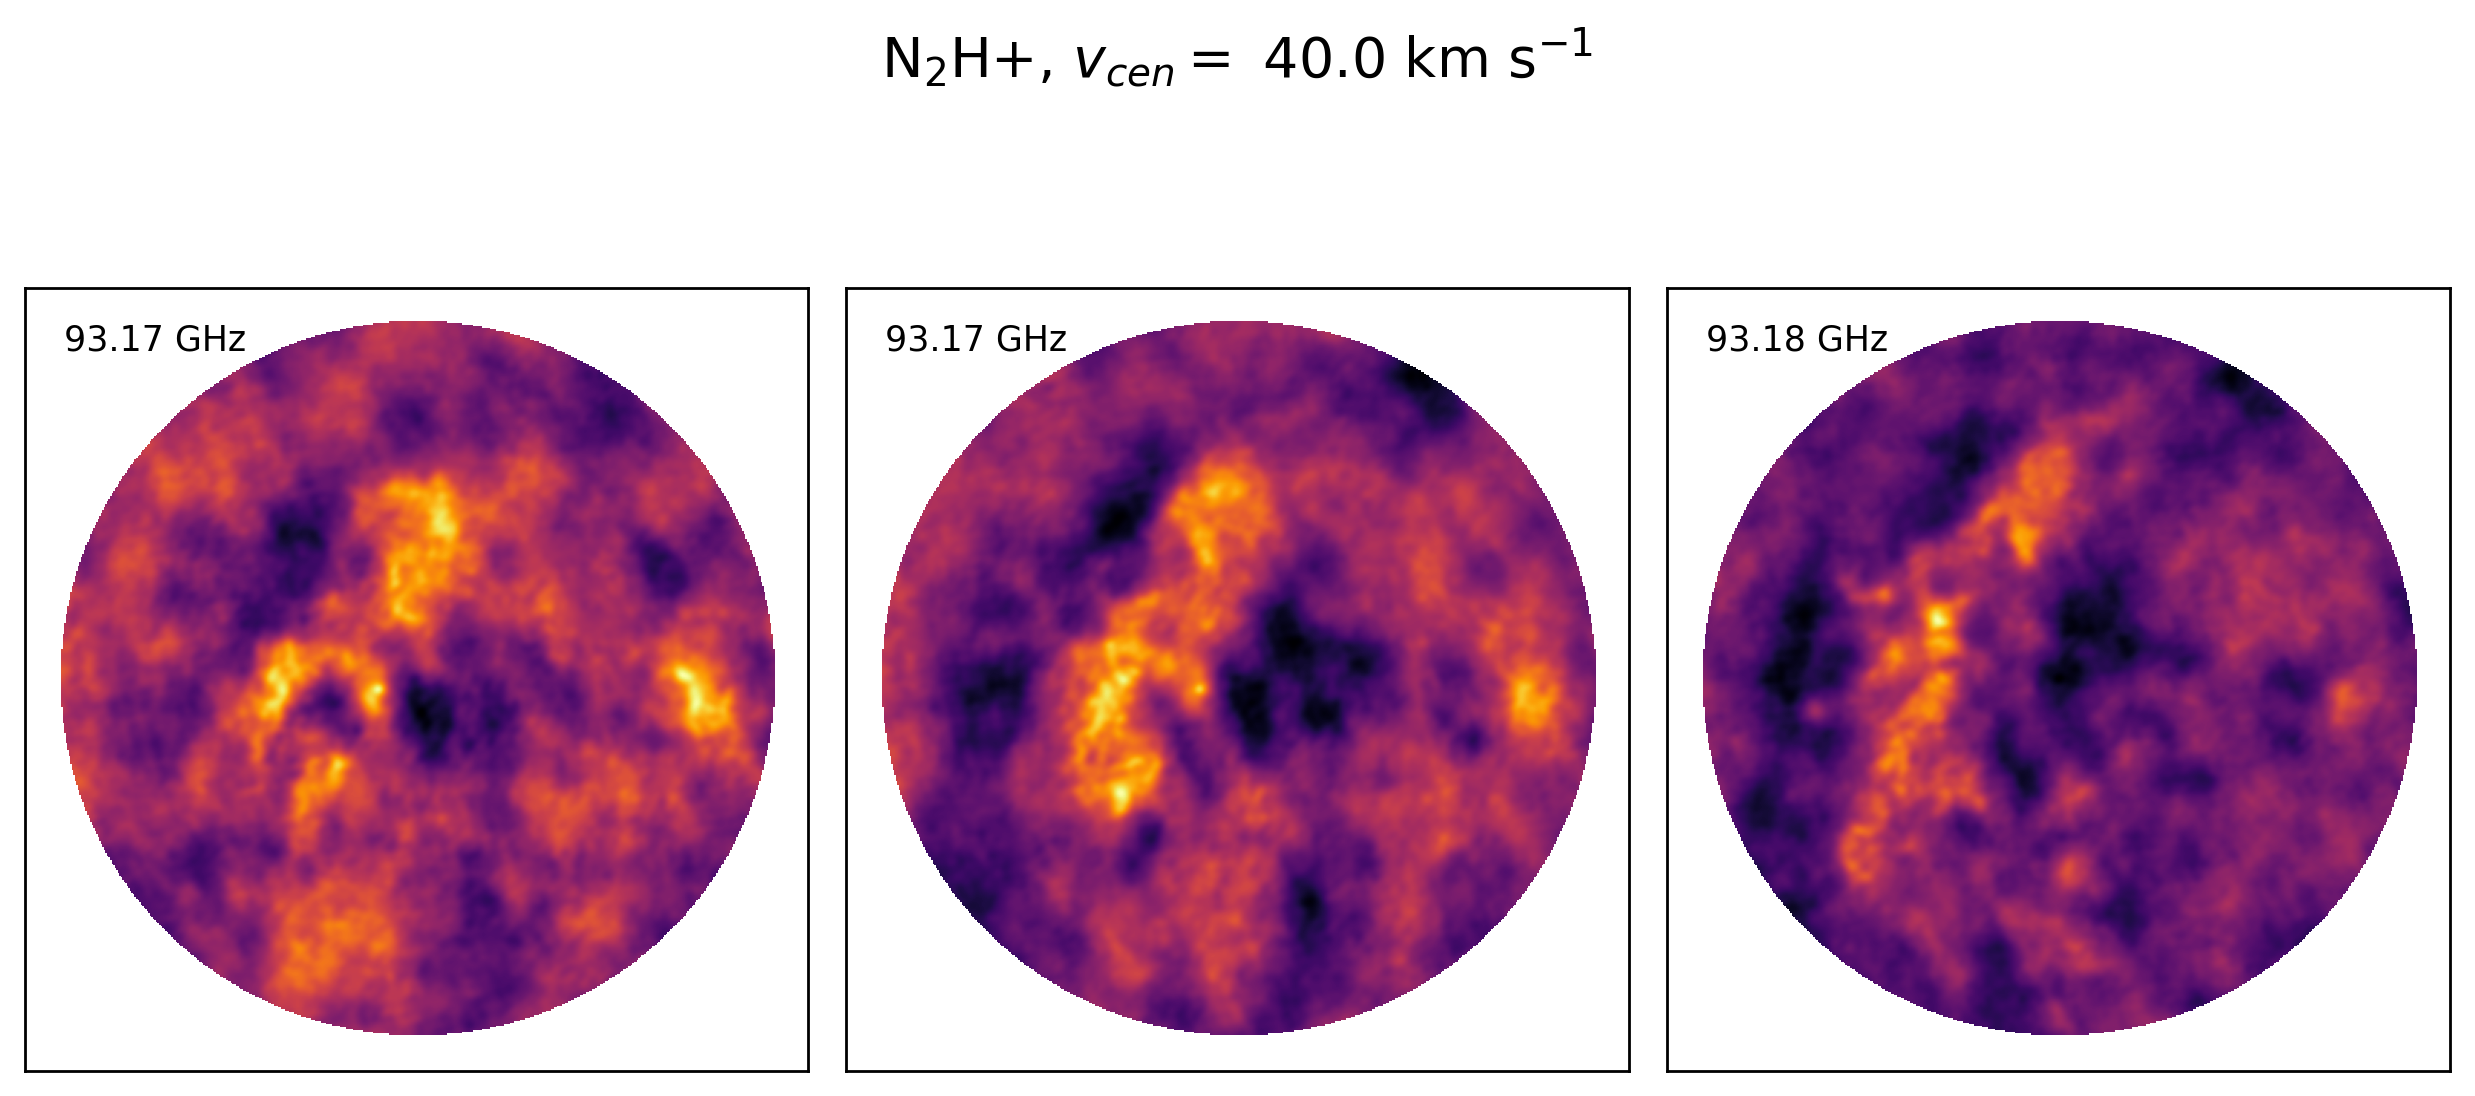 N₂H+, v_cen = 40.0 km s⁻¹
93.17 GHz
93.17 GHz
93.18 GHz